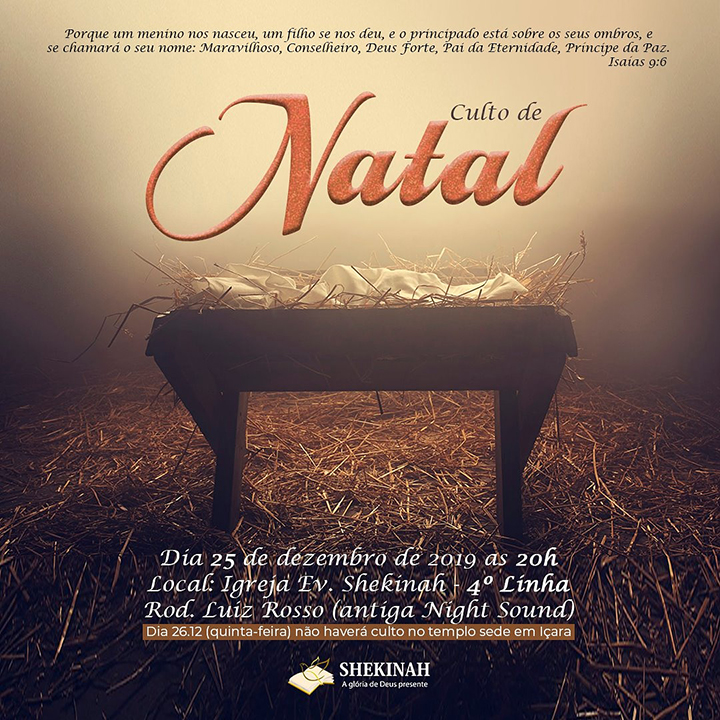 Porque um menino nos nasceu, um filho se nos deu, e o principado está sobre os seus ombros, e
se chamará o seu nome: Maravilhoso, Conselheiro, Deus Forte, Pai da Eternidade, Príncipe da Paz.
Isaías 9:6
Culto de
Natal
Dia 25 de dezembro de 2019 as 20h
Local: Igreja Ev. Shekinah - 4º Linha
Rod. Luiz Rosso (antiga Night Sound)
Dia 26.12 (quinta-feira) não haverá culto no templo sede em Içara
SHEKINAH
A glória de Deus presente